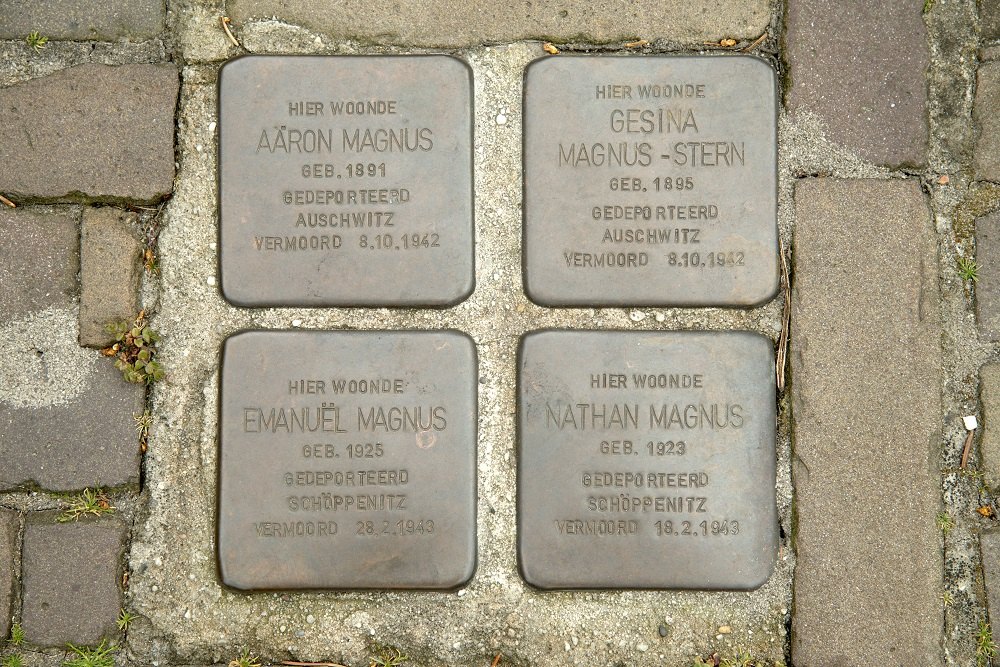 HIER WOONDE
AÄRON MAGNUS
GEB. 1891
GEDEPORTEERD
AUSCHWITZ
VERMOORD 8.10.1942
HIER WOONDE
GESINA
MAGNUS - STERN
GEB. 1895
GEDEPORTEERD
AUSCHWITZ
VERMOORD 8.10.1942
HIER WOONDE
EMANUËL MAGNUS
GEB. 1925
GEDEPORTEERD
SCHÖPPENITZ
VERMOORD 28.2.1943
HIER WOONDE
NATHAN MAGNUS
GEB. 1923
GEDEPORTEERD
SCHÖPPENITZ
VERMOORD 18.2.1943